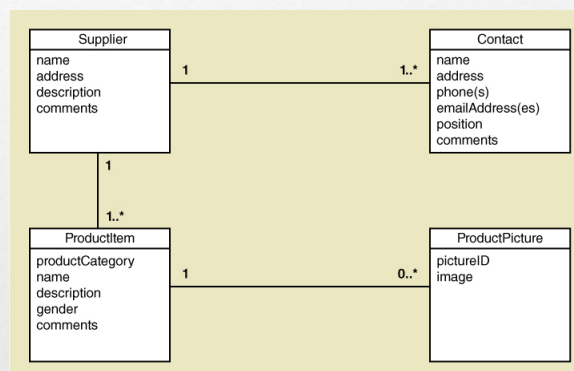 Supplier
name
address
description
comments
1
1..*
Contact
name
address
phone(s)
emailAddress(es)
position
comments
1
1..*
ProductItem
productCategory
name
description
gender
comments
1
0..*
ProductPicture
pictureID
image